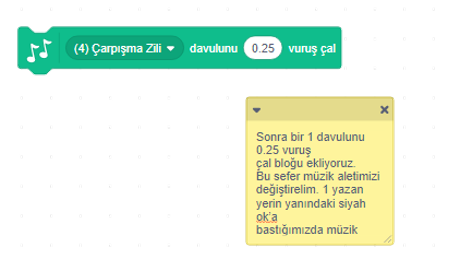 (4) Çarpışma Zili davulunu 0.25 vuruş çal
Sonra bir 1 davulunu
0.25 vuruş
çal bloğu ekliyoruz.
Bu sefer müzik aletimizi
değiştirelim. 1 yazan
yerin yanındaki siyah
ok'a
bastığımızda müzik